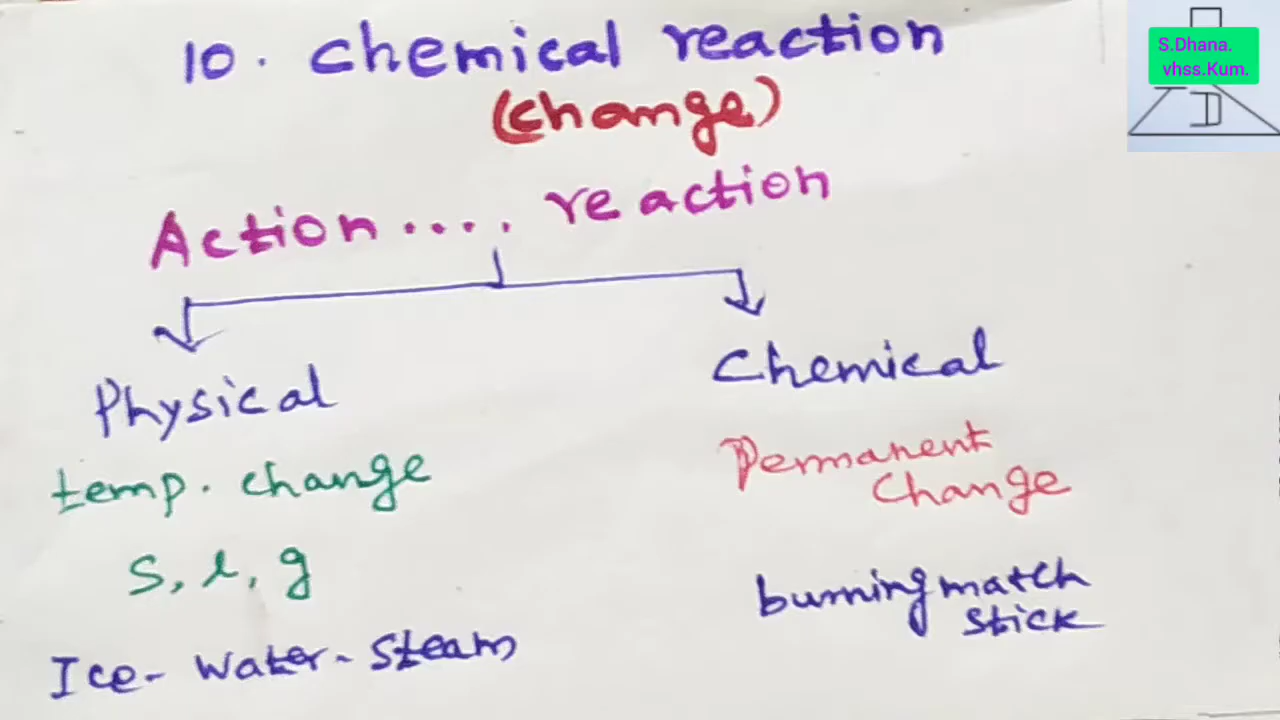 10. Chemical reaction
(Change)
S.Dhana.
vhss.Kum.
Action .... reaction
Physical
Chemical
temp. change
Permanent
Change
S, l, g
burning match
stick
Ice - water - steam